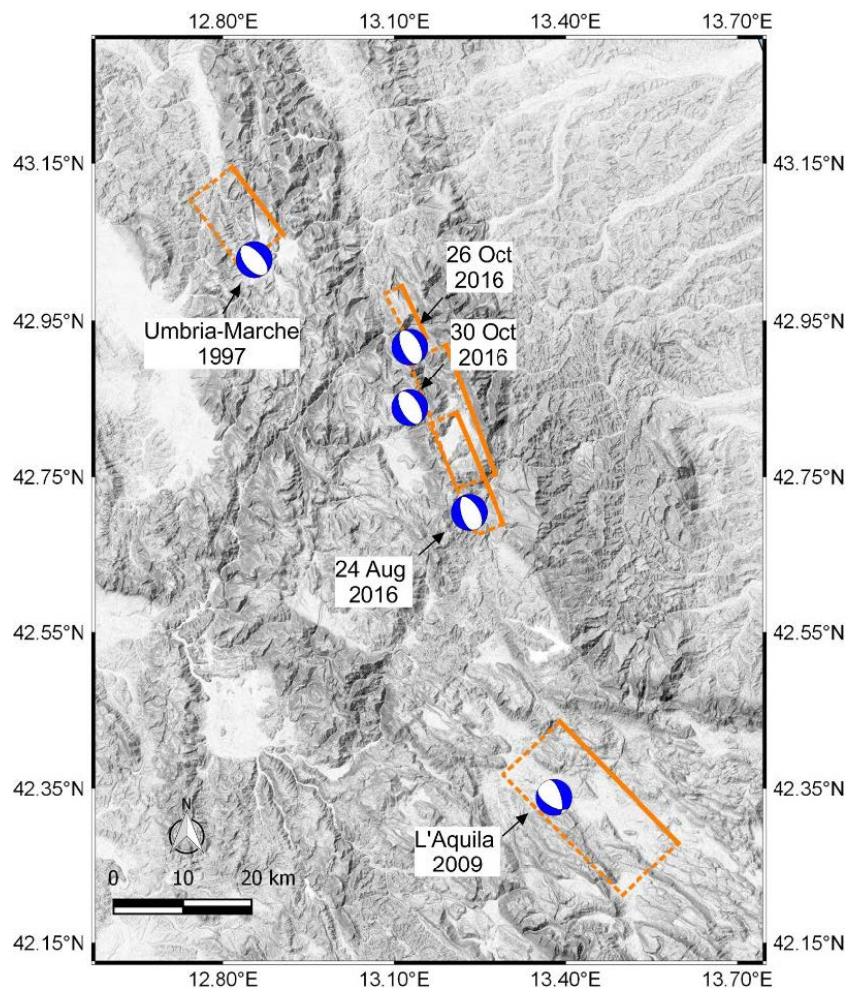 12.80°E
13.10°E
13.40°E
13.70°E
43.15°N
43.15°N
26 Oct
2016
42.95°N
42.95°N
Umbria-Marche
1997
30 Oct
2016
42.75°N
42.75°N
24 Aug
2016
42.55°N
42.55°N
42.35°N
42.35°N
N
L'Aquila
2009
0
10
20 km
42.15°N
42.15°N
12.80°E
13.10°E
13.40°E
13.70°E